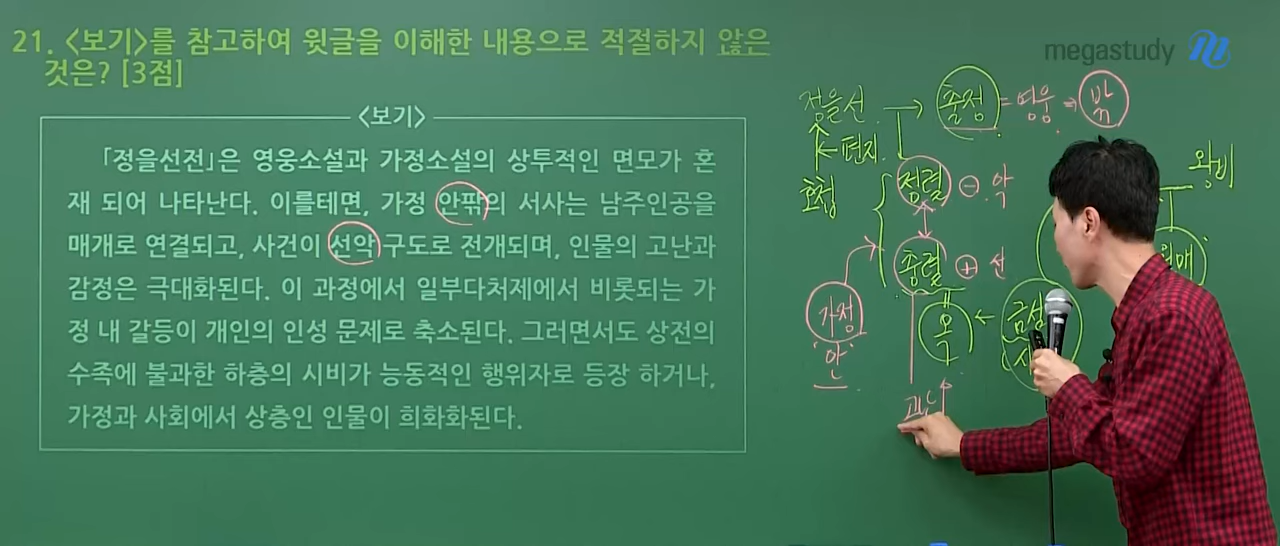 21. <보기>를 참고하여 윗글을 이해한 내용으로 적절하지 않은
것은? [3점]
megastudy
<보기>
「정을선전」은 영웅소설과 가정소설의 상투적인 면모가 혼
재 되어 나타난다. 이를테면, 가정 안팎의 서사는 남주인공을
매개로 연결되고, 사건이 선악 구도로 전개되며, 인물의 고난과
감정은 극대화된다. 이 과정에서 일부다처제에서 비롯되는 가
정 내 갈등이 개인의 인성 문제로 축소된다. 그러면서도 상전의
수족에 불과한 하층의 시비가 능동적인 행위자로 등장 하거나,
가정과 사회에서 상층인 인물이 희화화된다.
정을선 → 출정 = 영웅 ⇒ 밖
편지
호첩
정렬 ⊖ 악
충렬 ⊕ 선
왕비
가정
안
옥 ← 금섬
월매